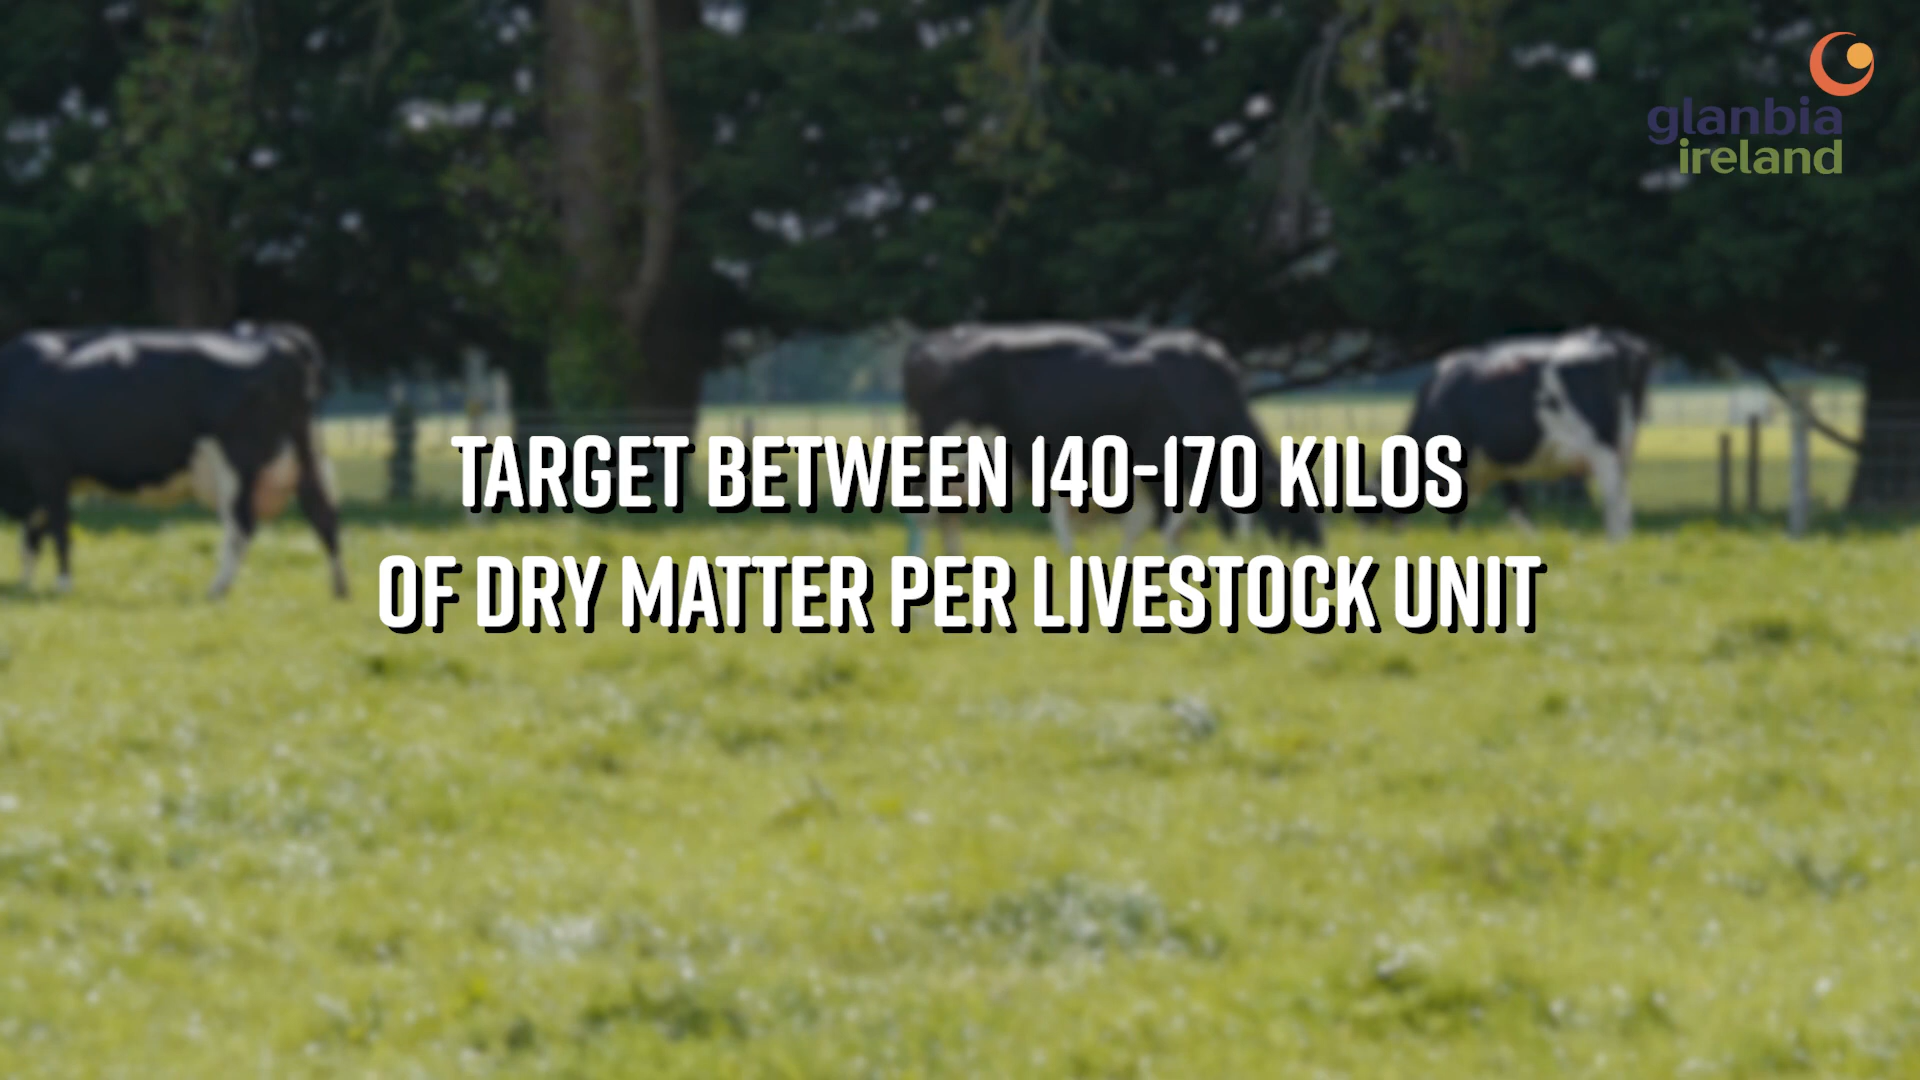 glanbia
ireland
TARGET BETWEEN 140-170 KILOS
OF DRY MATTER PER LIVESTOCK UNIT